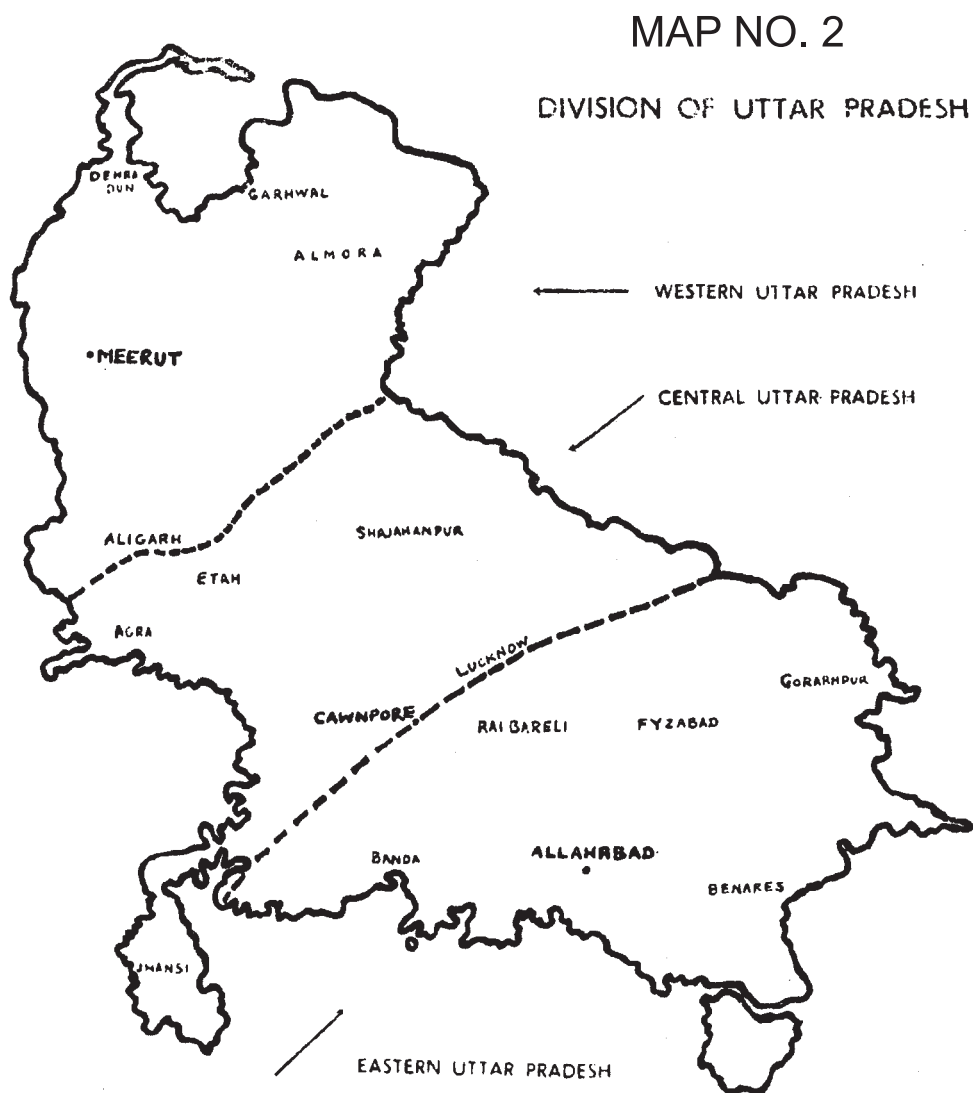 MAP NO. 2
DIVISION OF UTTAR PRADESH
DEHRA
DUN
GARHWAL
ALMORA
WESTERN UTTAR PRADESH
•MEERUT
CENTRAL UTTAR PRADESH
ALIGARH
SHAJAHANPUR
ETAH
AGRA
LUCKNOW
GORAKHPUR
CAWNPORE
RAI BARELI
FYZABAD
BANDA
ALLAHABAD
BENARES
JHANSI
EASTERN UTTAR PRADESH